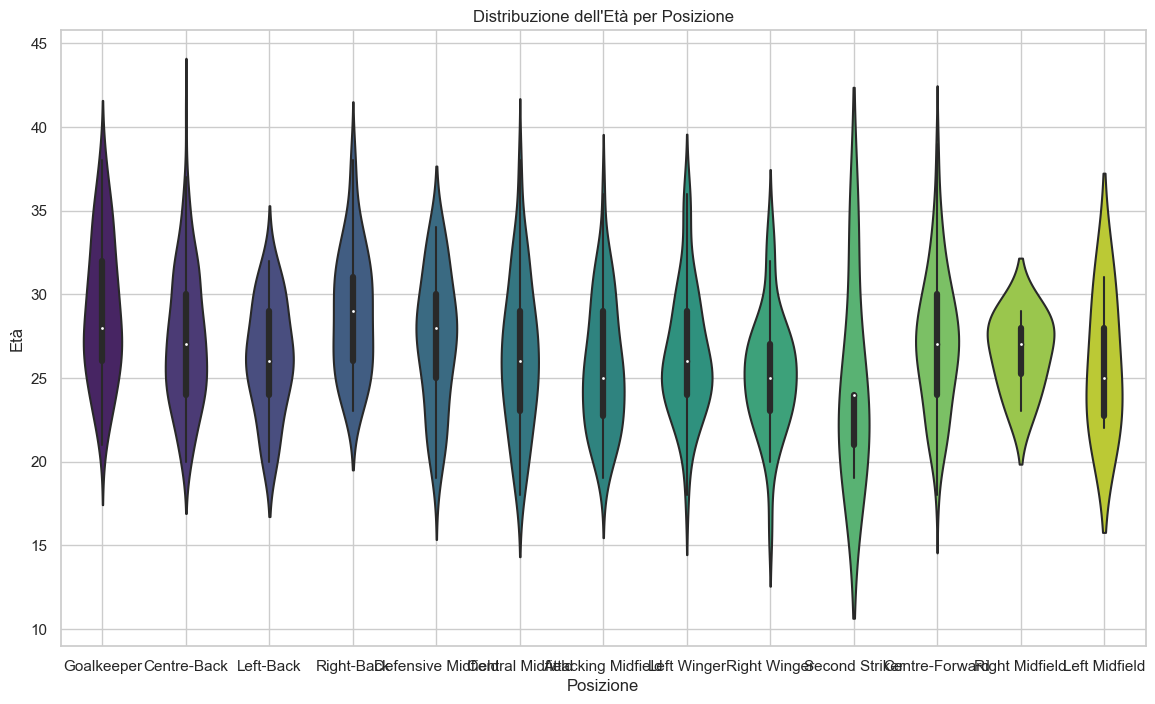 Distribuzione dell'Età per Posizione
Età
45
40
35
30
25
20
15
10
Goalkeeper Centre-Back Left-Back Right-Back Defensive Midfield Central Midfield Attacking Midfield Left Winger Right Winger Second Striker Centre-Forward Right Midfield Left Midfield
Posizione